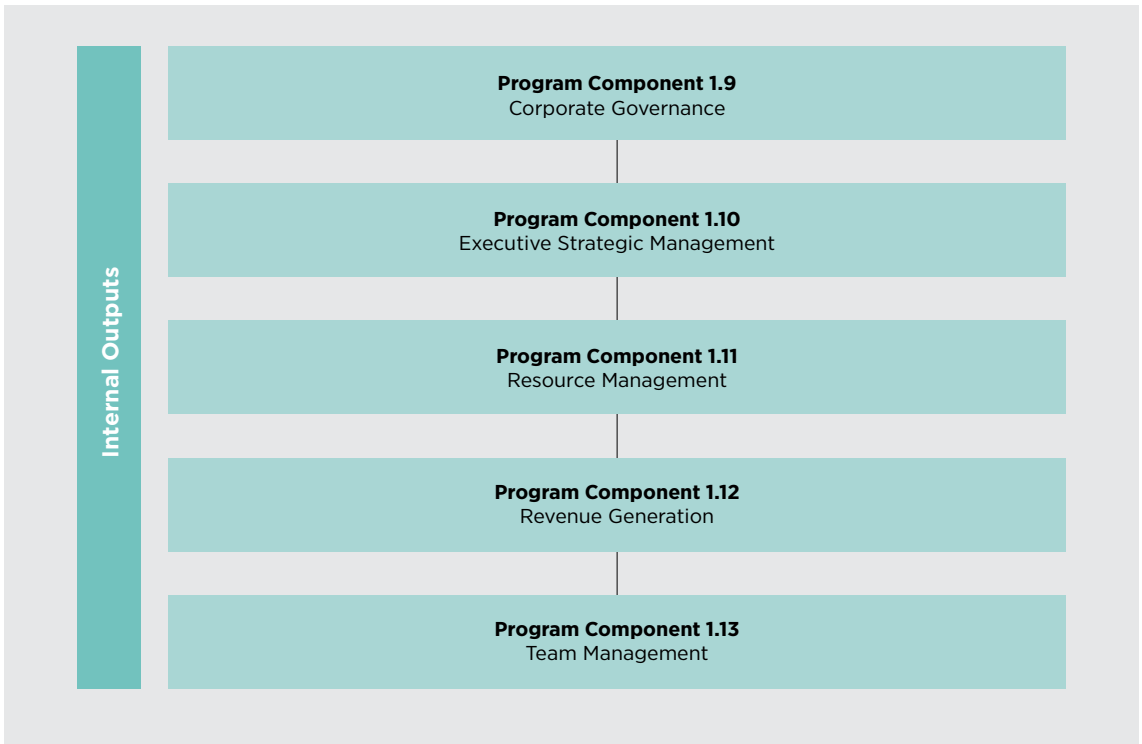 Internal Outputs
Program Component 1.9
Corporate Governance
Program Component 1.10
Executive Strategic Management
Program Component 1.11
Resource Management
Program Component 1.12
Revenue Generation
Program Component 1.13
Team Management